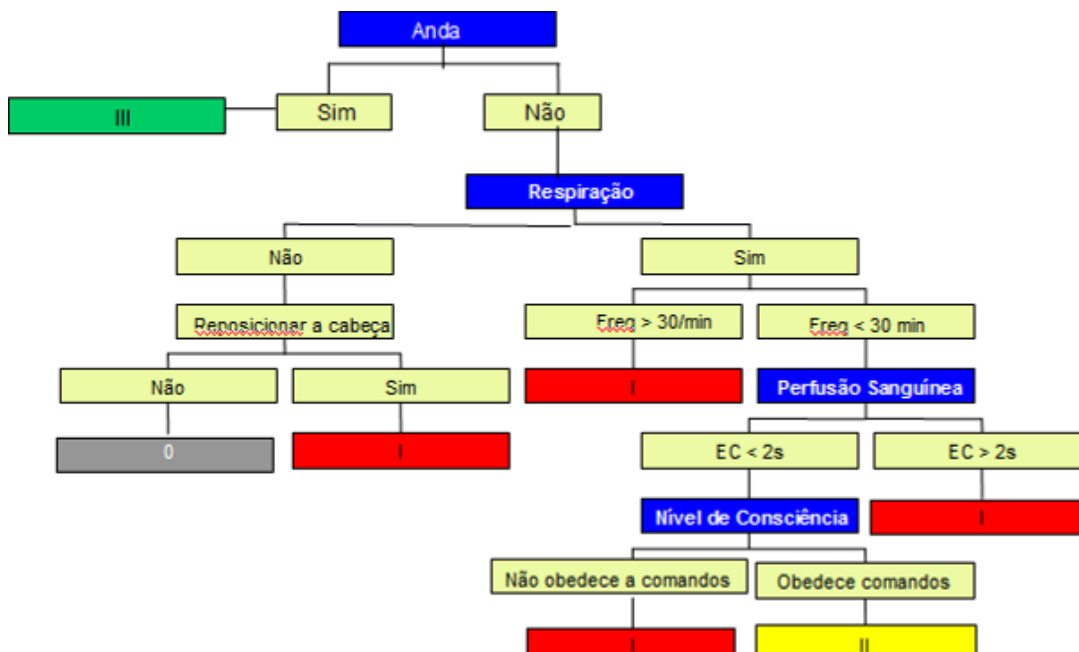 Anda
III
Sim
Não
Respiração
Não
Sim
Reposicionar a cabeça
Freq > 30/min
Freq < 30 min
Não
Sim
I
Perfusão Sanguínea
0
I
EC < 2s
EC > 2s
Nível de Consciência
I
Não obedece a comandos
Obedece comandos
I
II